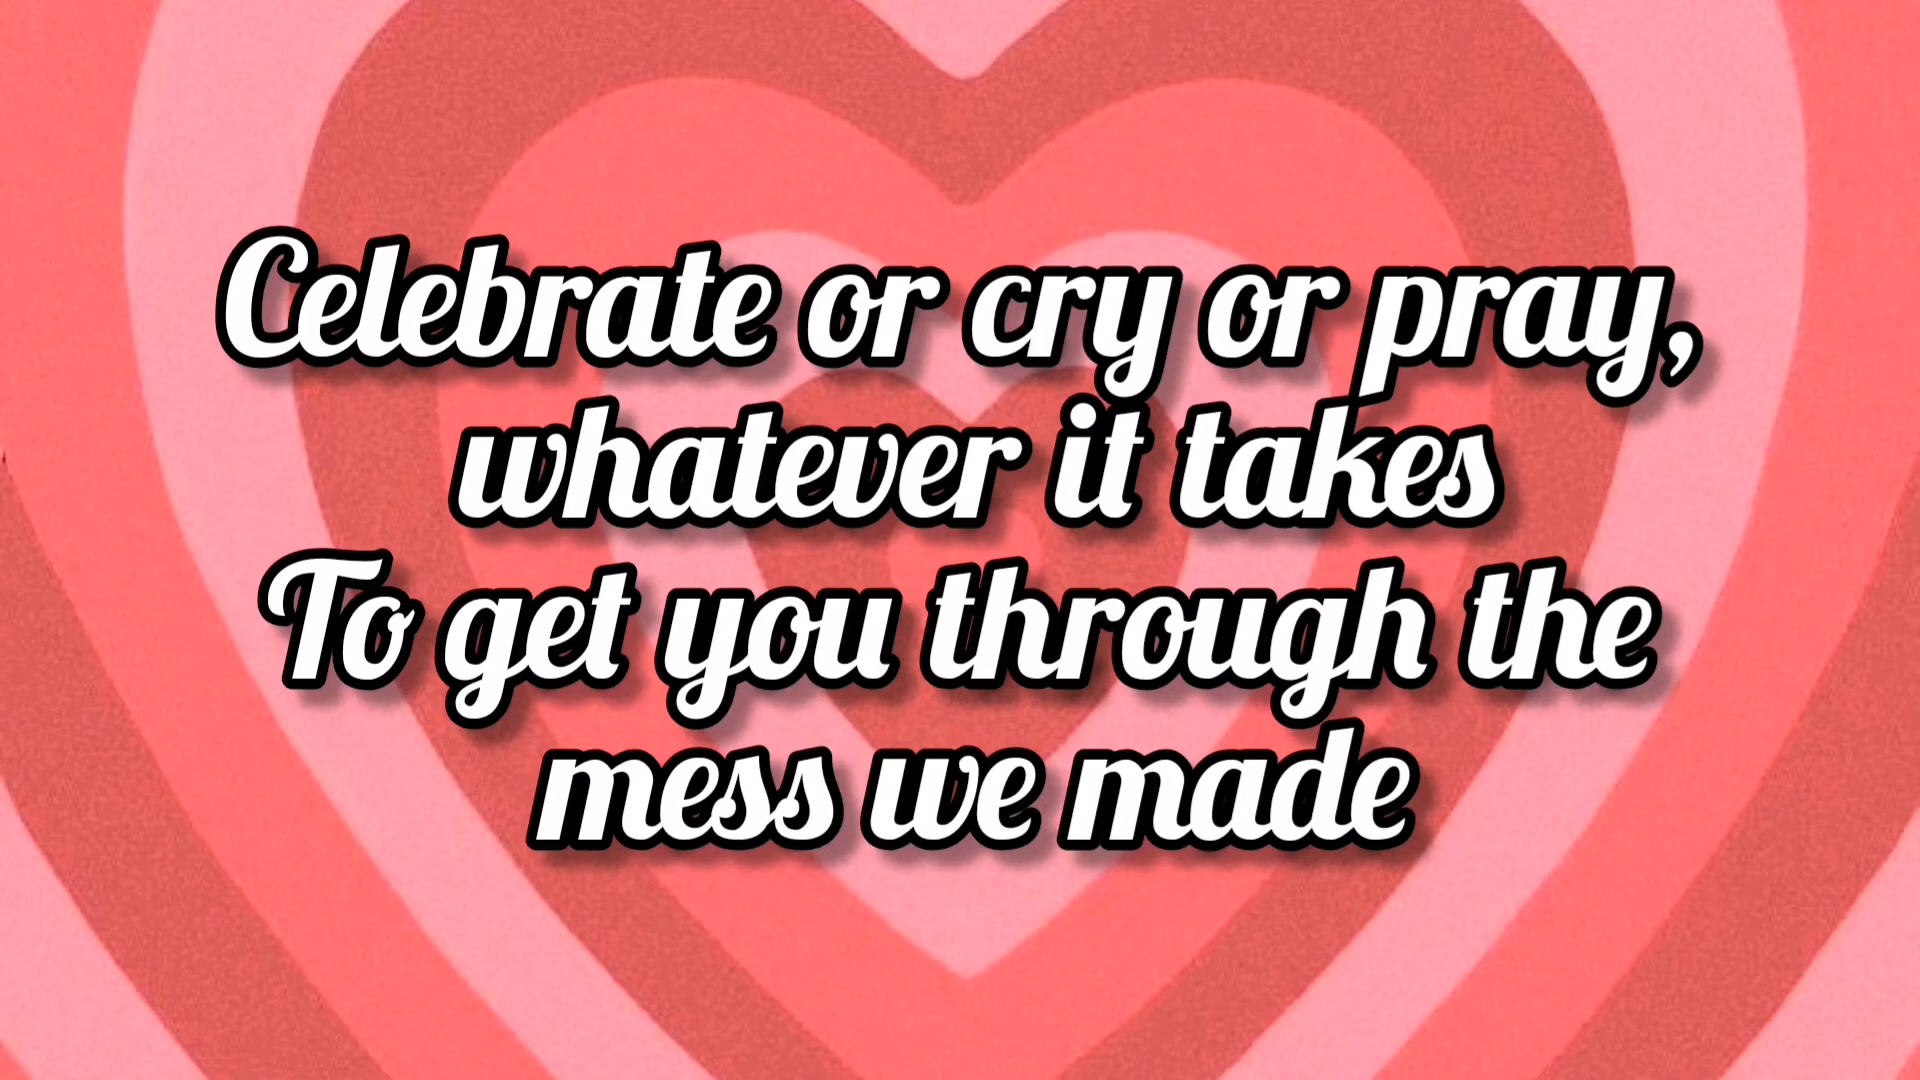 Celebrate or cry or pray,
whatever it takes
To get you through the
mess we made